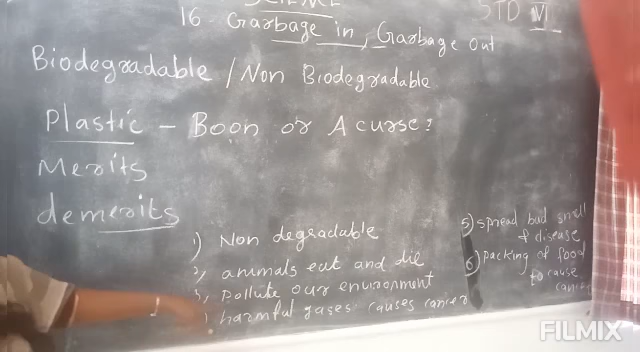 SCIENCE
16 Garbage in, Garbage out
STD VI
Biodegradable / Non Biodegradable
Plastic - Boon or A curse?
Merits
demerits
1) Non degradable
2, animals eat and die
3, Pollute our environment
) harmful gases causes cancer
5) spread bad smell
& disease
6) packing of food
to cause
cancer
FILMIX